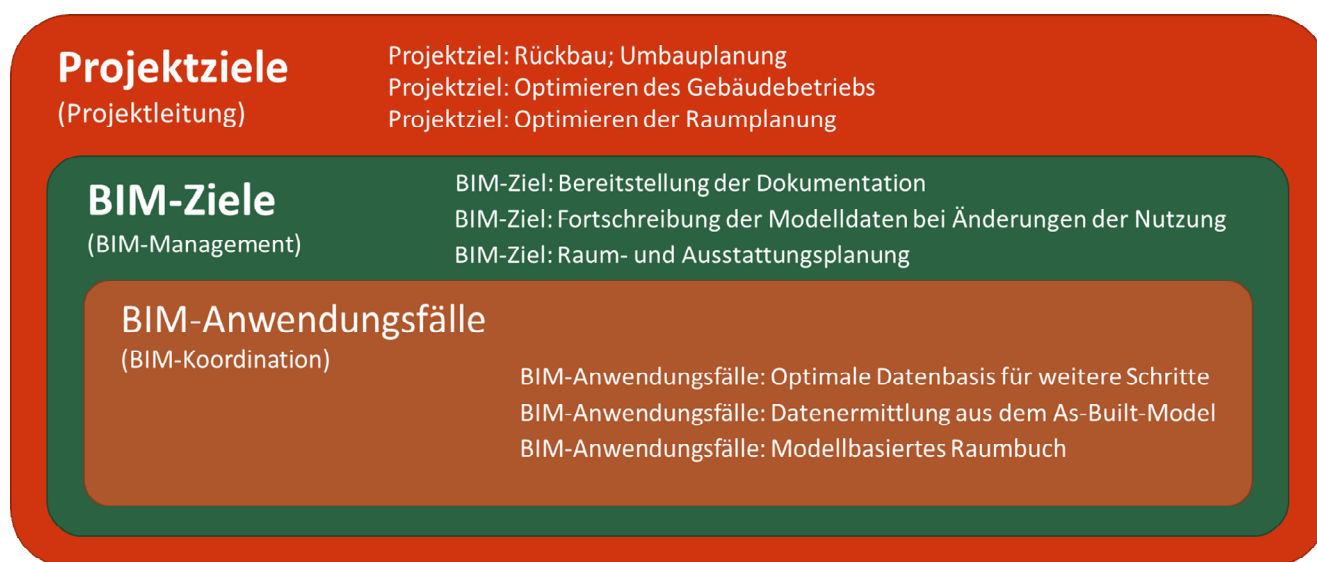 Projektziele
(Projektleitung)
Projektziel: Rückbau; Umbauplanung
Projektziel: Optimieren des Gebäudebetriebs
Projektziel: Optimieren der Raumplanung
BIM-Ziele
(BIM-Management)
BIM-Ziel: Bereitstellung der Dokumentation
BIM-Ziel: Fortschreibung der Modelldaten bei Änderungen der Nutzung
BIM-Ziel: Raum- und Ausstattungsplanung
BIM-Anwendungsfälle
(BIM-Koordination)
BIM-Anwendungsfälle: Optimale Datenbasis für weitere Schritte
BIM-Anwendungsfälle: Datenermittlung aus dem As-Built-Model
BIM-Anwendungsfälle: Modellbasiertes Raumbuch